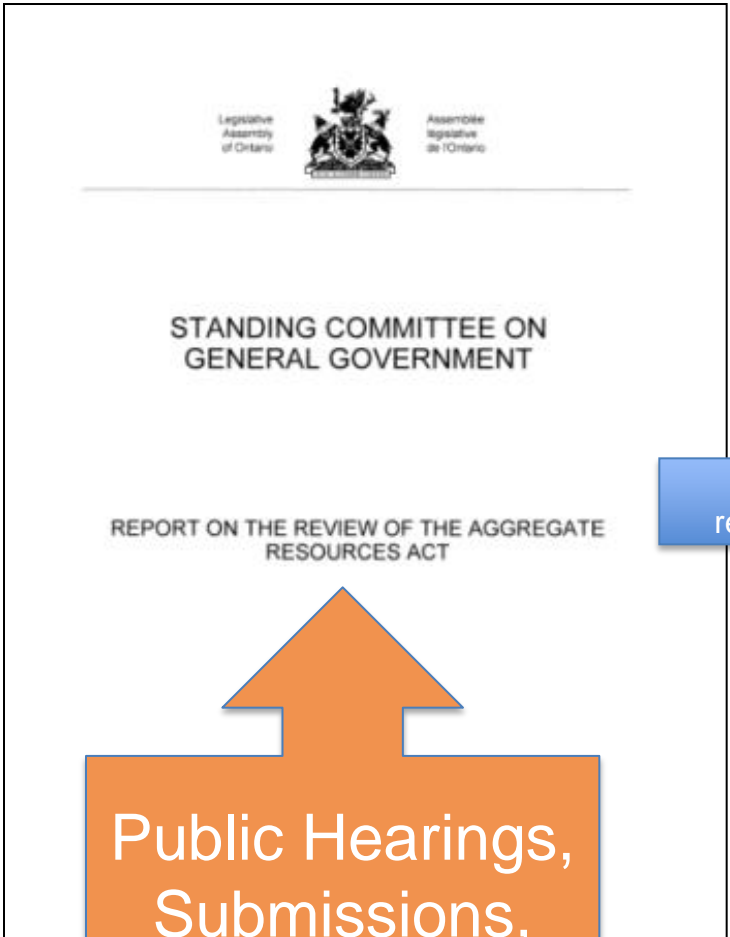 Legislative
Assembly
of Ontario
Assemblée
législative
de l'Ontario
STANDING COMMITTEE ON
GENERAL GOVERNMENT
REPORT ON THE REVIEW OF THE AGGREGATE
RESOURCES ACT
re
Public Hearings,
Submissions,